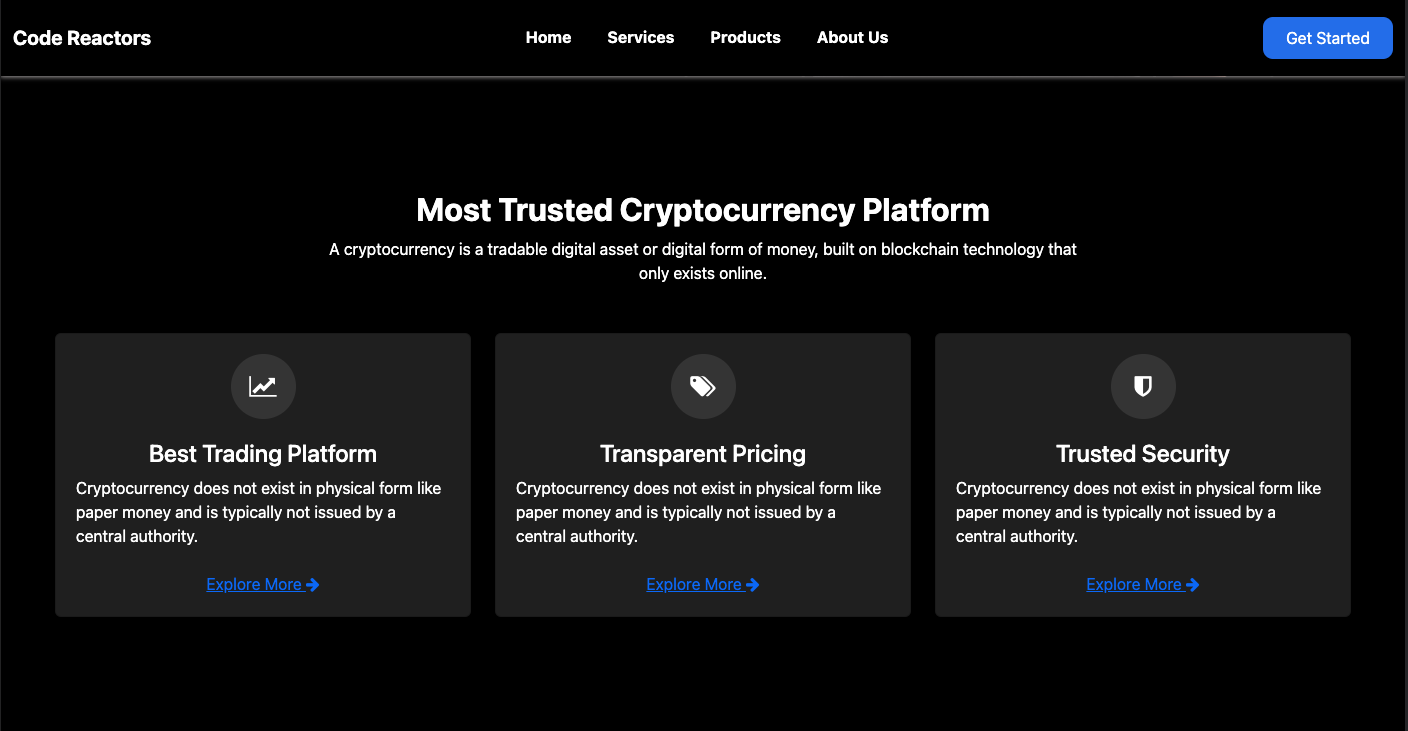 Code Reactors
Home Services Products About Us
Get Started
Most Trusted Cryptocurrency Platform
A cryptocurrency is a tradable digital asset or digital form of money, built on blockchain technology that
only exists online.
Best Trading Platform
Cryptocurrency does not exist in physical form like
paper money and is typically not issued by a
central authority.
Explore More
Transparent Pricing
Cryptocurrency does not exist in physical form like
paper money and is typically not issued by a
central authority.
Explore More
Trusted Security
Cryptocurrency does not exist in physical form like
paper money and is typically not issued by a
central authority.
Explore More